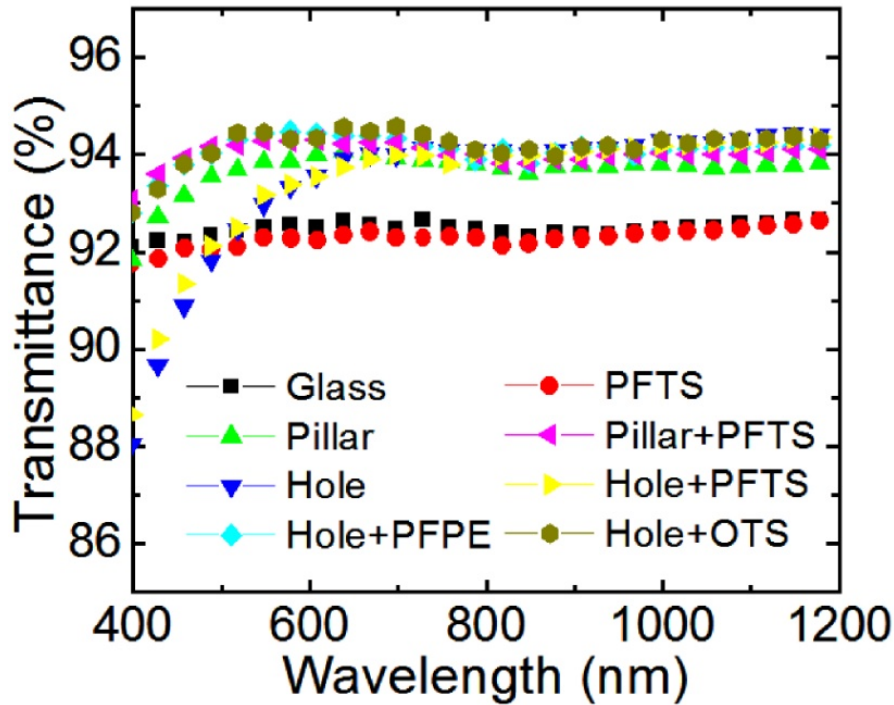 Transmittance (%)
96
94
92
90
88
86
Glass
PFTS
Pillar
Pillar+PFTS
Hole
Hole+PFTS
Hole+PFPE
Hole+OTS
400
600
800
1000
1200
Wavelength (nm)